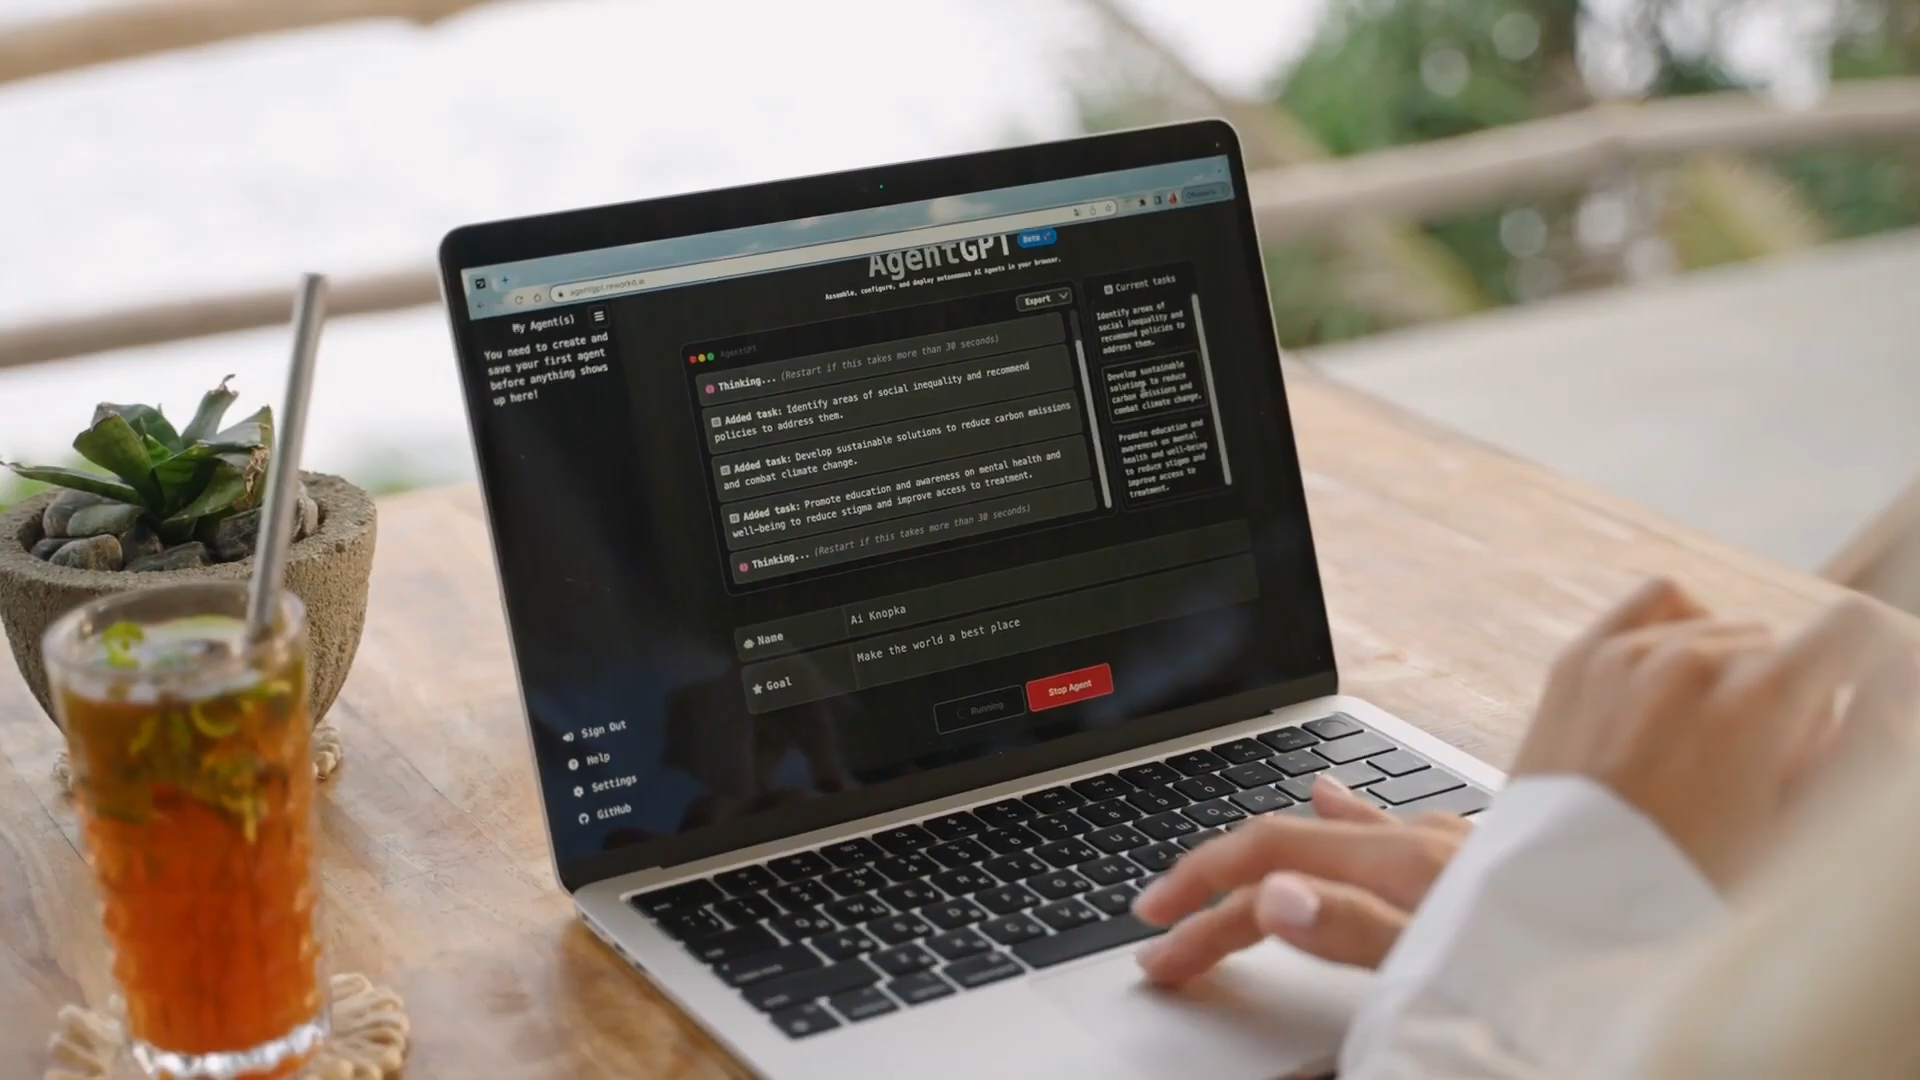 agentgpt.reworkd.ai
AgentGPT Beta
Assemble, configure, and deploy autonomous AI Agents in your browser.
My Agent(s)
You need to create and
save your first agent
before anything shows
up here!
Export
AgentGPT
Thinking... (Restart if this takes more than 30 seconds)
Added task: Identify areas of social inequality and recommend
policies to address them.
Added task: Develop sustainable solutions to reduce carbon emissions
and combat climate change.
Added task: Promote education and awareness on mental health and
well-being to reduce stigma and improve access to treatment.
Thinking... (Restart if this takes more than 30 seconds)
Current tasks
Identify areas of
social inequality and
recommend policies to
address them.
Develop sustainable
solutions to reduce
carbon emissions and
combat climate change.
Promote education and
awareness on mental
health and well-being
to reduce stigma and
improve access to
treatment.
Name
Ai Knopka
Goal
Make the world a best place
Running
Stop Agent
Sign Out
Help
Settings
GitHub